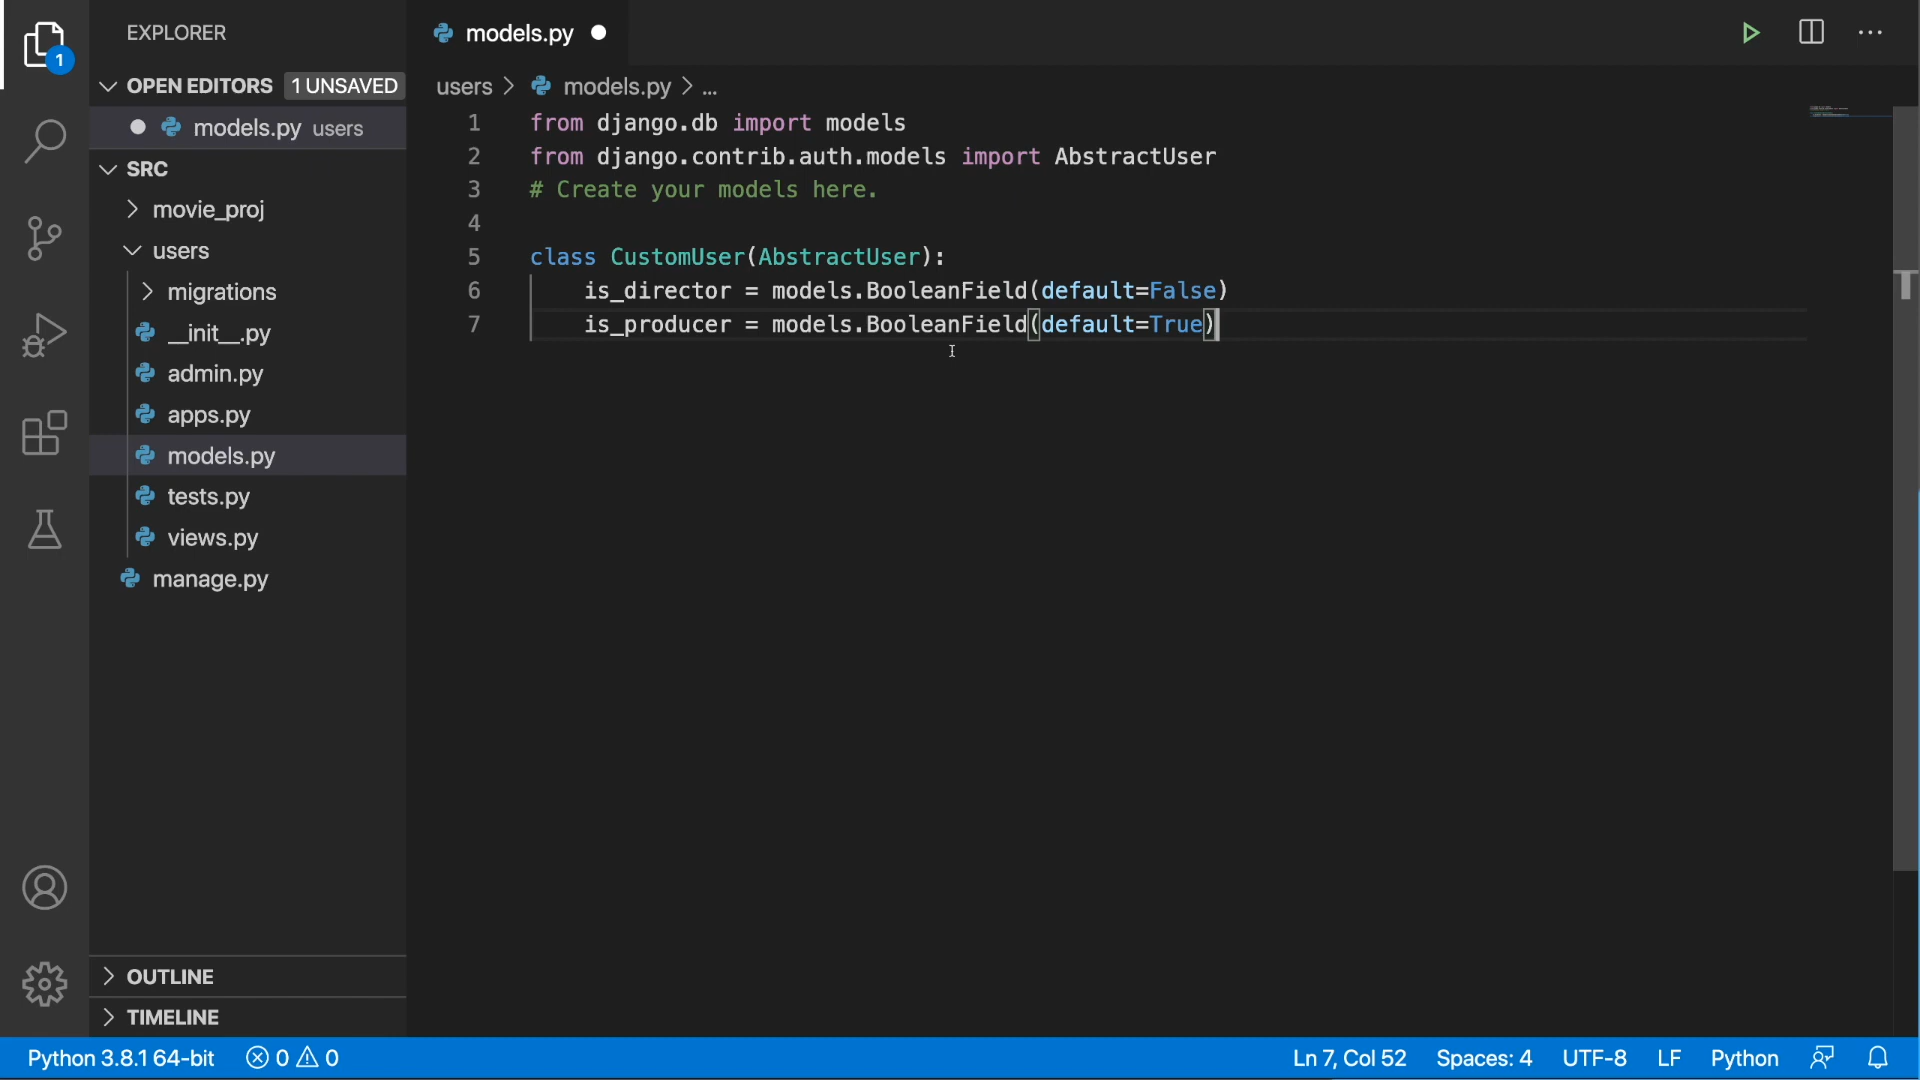 EXPLORER
1
OPEN EDITORS 1 UNSAVED
models.py users
SRC
movie_proj
users
migrations
__init__.py
admin.py
apps.py
models.py
tests.py
views.py
manage.py
OUTLINE
TIMELINE
models.py
users > models.py > ...
1 from django.db import models
2 from django.contrib.auth.models import AbstractUser
3 # Create your models here.
4
5 class CustomUser(AbstractUser):
6 is_director = models.BooleanField(default=False)
7 is_producer = models.BooleanField(default=True)
Python 3.8.1 64-bit 0 0 Ln 7, Col 52 Spaces: 4 UTF-8 LF Python